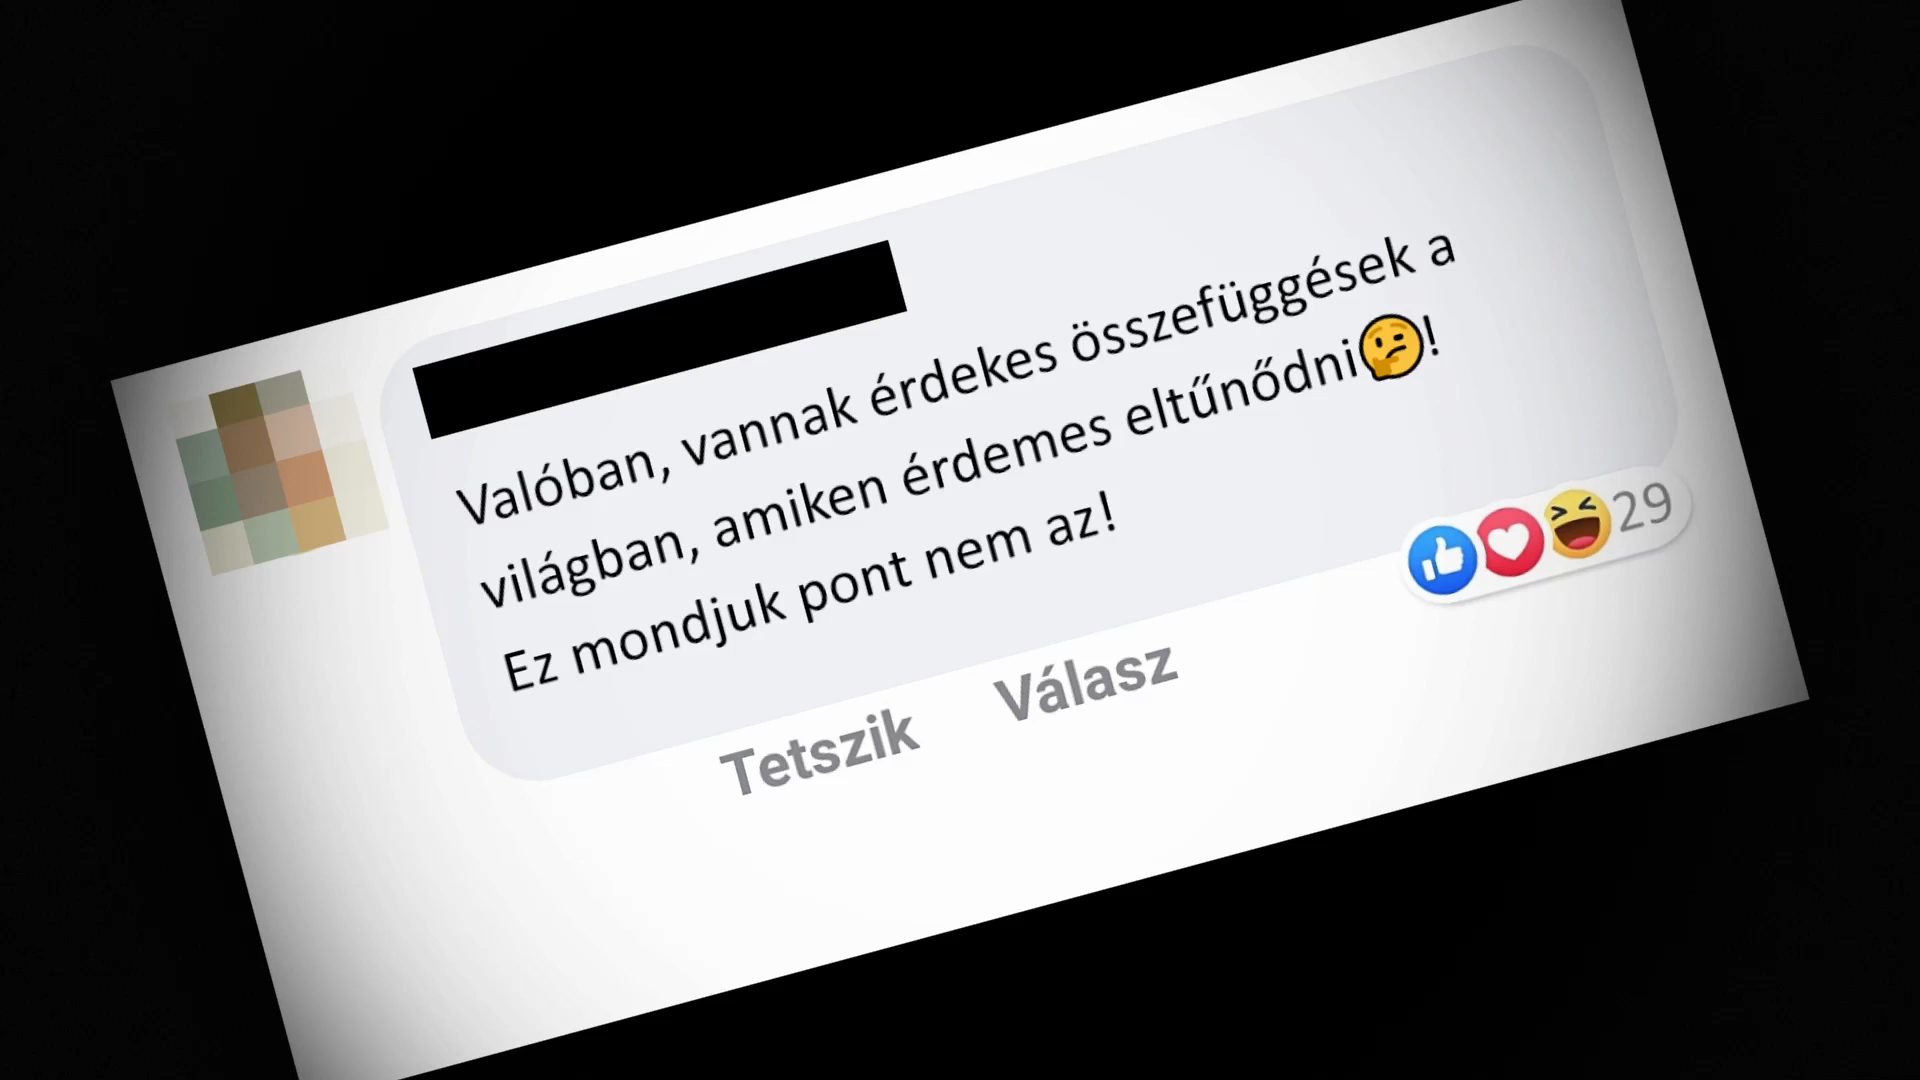 Valóban, vannak érdekes összefüggések a
világban, amiken érdemes eltűnődni🤔!
Ez mondjuk pont nem az!
29
Tetszik Válasz